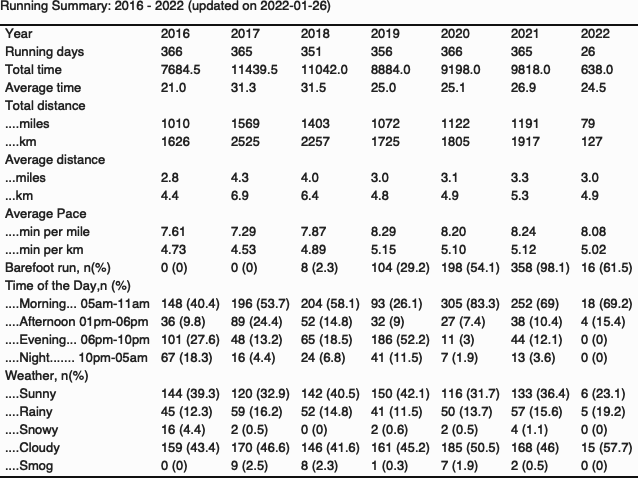 Running Summary: 2016 - 2022 (updated on 2022-01-26)
Year 2016 2017 2018 2019 2020 2021 2022
Running days 366 365 351 356 366 365 26
Total time 7684.5 11439.5 11042.0 8884.0 9198.0 9818.0 638.0
Average time 21.0 31.3 31.5 25.0 25.1 26.9 24.5
Total distance
....miles 1010 1569 1403 1072 1122 1191 79
....km 1626 2525 2257 1725 1805 1917 127
Average distance
...miles 2.8 4.3 4.0 3.0 3.1 3.3 3.0
...km 4.4 6.9 6.4 4.8 4.9 5.3 4.9
Average Pace
....min per mile 7.61 7.29 7.87 8.29 8.20 8.24 8.08
....min per km 4.73 4.53 4.89 5.15 5.10 5.12 5.02
Barefoot run, n(%) 0 (0) 0 (0) 8 (2.3) 104 (29.2) 198 (54.1) 358 (98.1) 16 (61.5)
Time of the Day,n (%)
....Morning... 05am-11am 148 (40.4) 196 (53.7) 204 (58.1) 93 (26.1) 305 (83.3) 252 (69) 18 (69.2)
....Afternoon 01pm-06pm 36 (9.8) 89 (24.4) 52 (14.8) 32 (9) 27 (7.4) 38 (10.4) 4 (15.4)
....Evening... 06pm-10pm 101 (27.6) 48 (13.2) 65 (18.5) 186 (52.2) 11 (3) 44 (12.1) 0 (0)
....Night....... 10pm-05am 67 (18.3) 16 (4.4) 24 (6.8) 41 (11.5) 7 (1.9) 13 (3.6) 0 (0)
Weather, n(%)
....Sunny 144 (39.3) 120 (32.9) 142 (40.5) 150 (42.1) 116 (31.7) 133 (36.4) 6 (23.1)
....Rainy 45 (12.3) 59 (16.2) 52 (14.8) 41 (11.5) 50 (13.7) 57 (15.6) 5 (19.2)
....Snowy 16 (4.4) 2 (0.5) 0 (0) 2 (0.6) 2 (0.5) 4 (1.1) 0 (0)
....Cloudy 159 (43.4) 170 (46.6) 146 (41.6) 161 (45.2) 185 (50.5) 168 (46) 15 (57.7)
....Smog 0 (0) 9 (2.5) 8 (2.3) 1 (0.3) 7 (1.9) 2 (0.5) 0 (0)